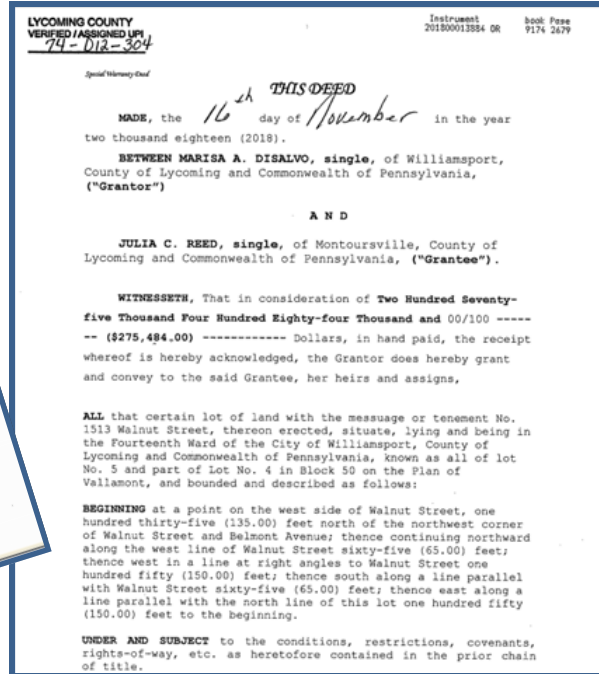 LYCOMING COUNTY
VERIFIED / ASSIGNED UPI
74 - D12 - 304
Instrument book Page
201800013884 DR 9174 2679
Special Warranty Deed
THIS DEED
MADE, the 16th day of November in the year
two thousand eighteen (2018).
BETWEEN MARISA A. DISALVO, single, of Williamsport,
County of Lycoming and Commonwealth of Pennsylvania,
("Grantor")
A N D
JULIA C. REED, single, of Montoursville, County of
Lycoming and Commonwealth of Pennsylvania, ("Grantee").
WITNESSETH, That in consideration of Two Hundred Seventy-
five Thousand Four Hundred Eighty-four Thousand and 00/100 -----
-- ($275,484.00) ------------ Dollars, in hand paid, the receipt
whereof is hereby acknowledged, the Grantor does hereby grant
and convey to the said Grantee, her heirs and assigns,
ALL that certain lot of land with the messuage or tenement No.
1513 Walnut Street, thereon erected, situate, lying and being in
the Fourteenth Ward of the City of Williamsport, County of
Lycoming and Commonwealth of Pennsylvania, known as all of lot
No. 5 and part of Lot No. 4 in Block 50 on the Plan of
Vallamont, and bounded and described as follows:
BEGINNING at a point on the west side of Walnut Street, one
hundred thirty-five (135.00) feet north of the northwest corner
of Walnut Street and Belmont Avenue; thence continuing northward
along the west line of Walnut Street sixty-five (65.00) feet;
thence west in a line at right angles to Walnut Street one
hundred fifty (150.00) feet; thence south along a line parallel
with Walnut Street sixty-five (65.00) feet; thence east along a
line parallel with the north line of this lot one hundred fifty
(150.00) feet to the beginning.
UNDER AND SUBJECT to the conditions, restrictions, covenants,
rights-of-way, etc. as heretofore contained in the prior chain
of title.